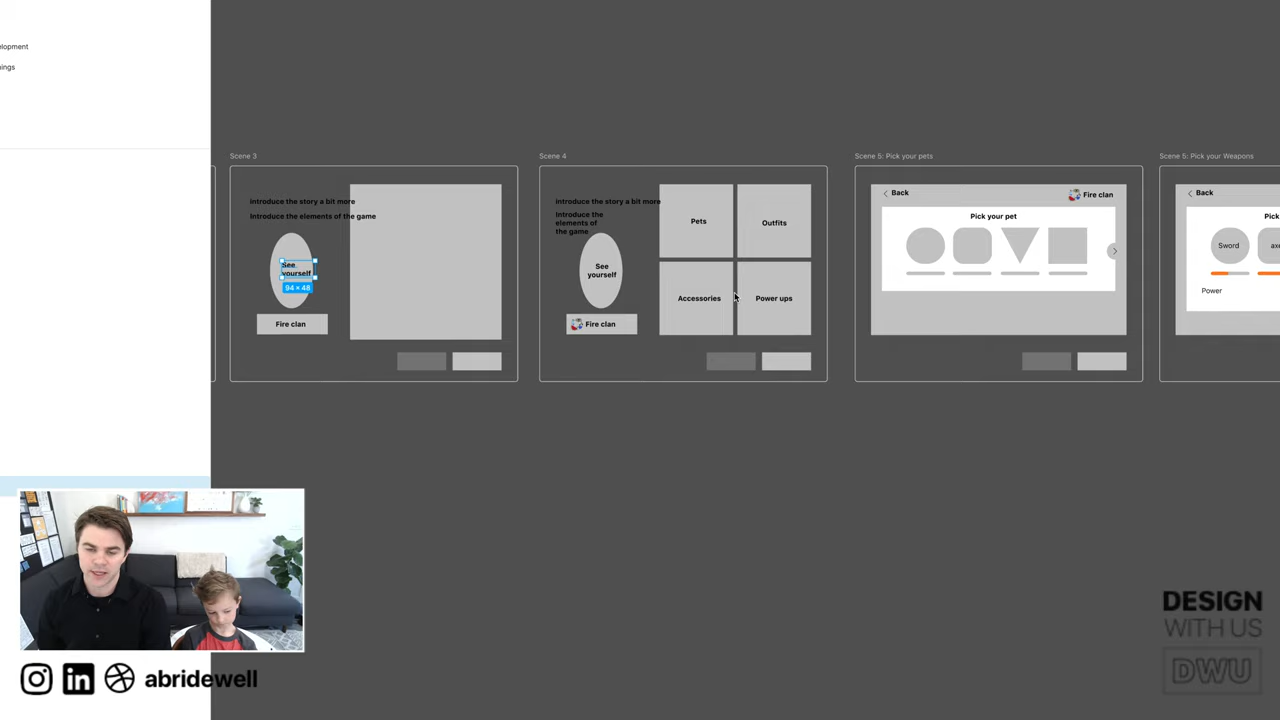 elopment
nings
Scene 3
introduce the story a bit more
Introduce the elements of the game
See
yourself
94 × 48
Fire clan
Scene 4
introduce the story a bit more
Introduce the
elements of
the game
See
yourself
Fire clan
Pets
Outfits
Accessories
Power ups
Scene 5: Pick your pets
Back
Fire clan
Pick your pet
Scene 5: Pick your Weapons
Back
Pick
Sword
axe
Power
DESIGN
WITH US
DWU
abridewell